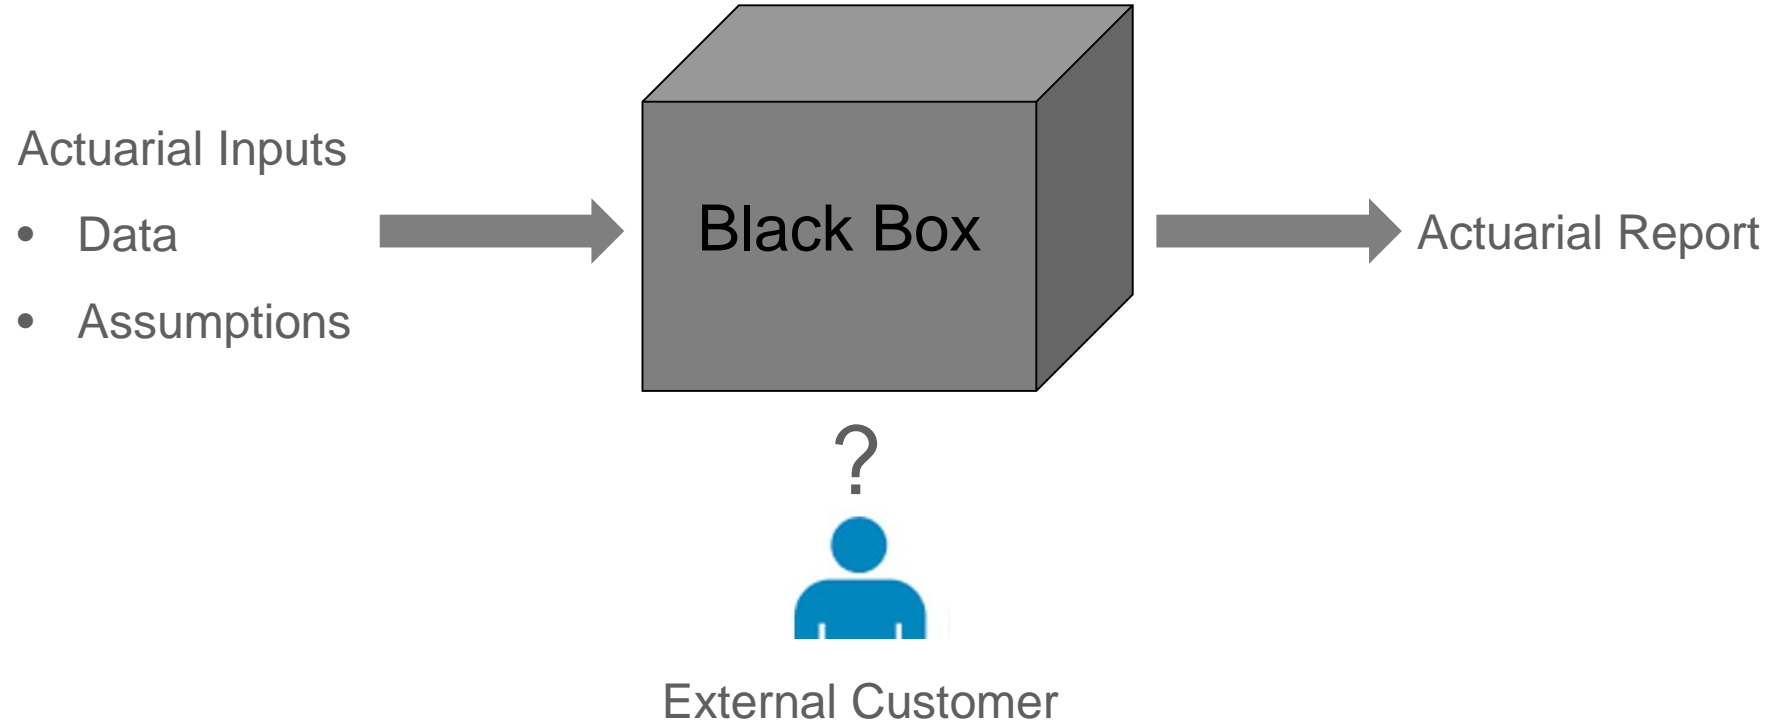 Actuarial Inputs
• Data
• Assumptions
Black Box
Actuarial Report
?
External Customer